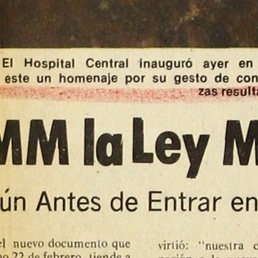 El Hospital Central inauguró ayer en
este un homenaje por su gesto de con
zas result
MM la Ley M
ún Antes de Entrar en
el nuevo documento que
o 22 de febrero, tiende a
virtió: "nuestra c